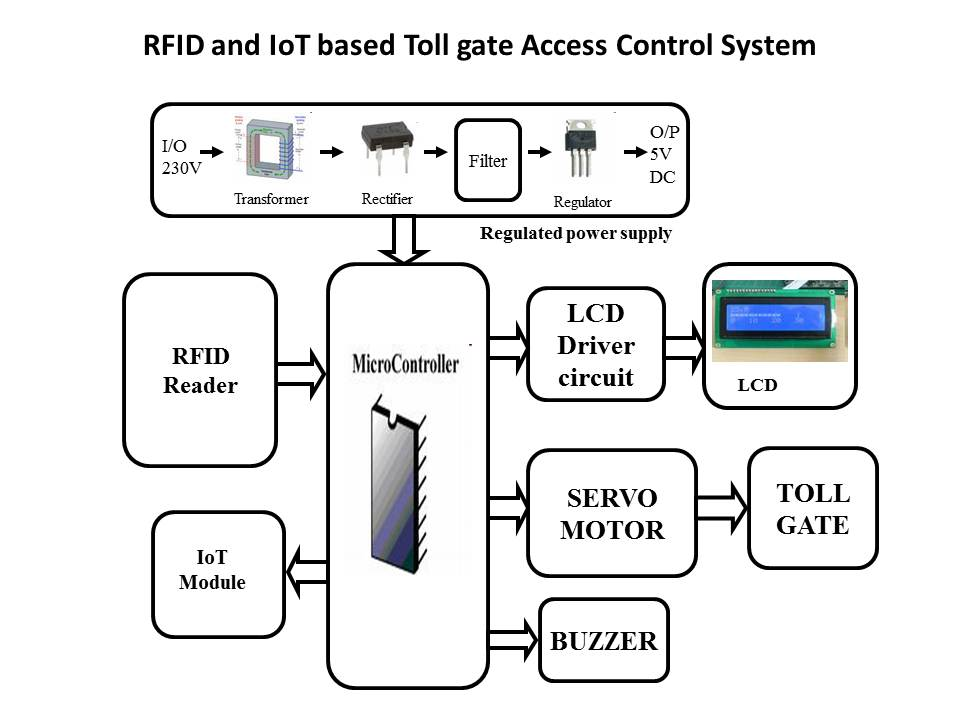 RFID and IoT based Toll gate Access Control System
I/O
230V
Transformer
Rectifier
Filter
Regulator
O/P
5V
DC
Regulated power supply
RFID
Reader
MicroController
LCD
Driver
circuit
LCD
SERVO
MOTOR
TOLL
GATE
IoT
Module
BUZZER